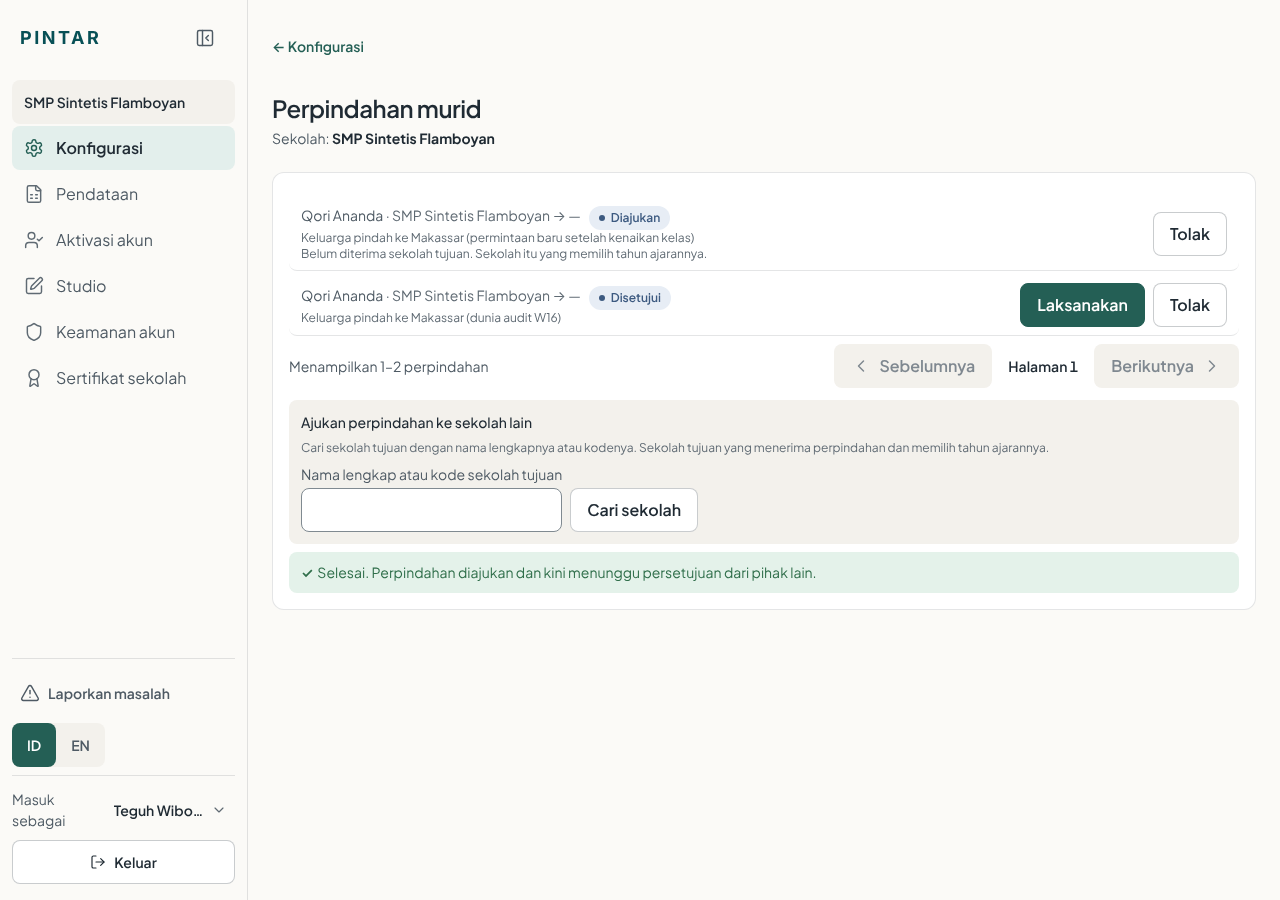 PINTAR
SMP Sintetis Flamboyan
Konfigurasi
Pendataan
Aktivasi akun
Studio
Keamanan akun
Sertifikat sekolah
Laporkan masalah
ID EN
Masuk sebagai
Teguh Wibo…
Keluar
← Konfigurasi
Perpindahan murid
Sekolah: SMP Sintetis Flamboyan
Qori Ananda · SMP Sintetis Flamboyan → — Diajukan
Keluarga pindah ke Makassar (permintaan baru setelah kenaikan kelas)
Belum diterima sekolah tujuan. Sekolah itu yang memilih tahun ajarannya.
Tolak
Qori Ananda · SMP Sintetis Flamboyan → — Disetujui
Keluarga pindah ke Makassar (dunia audit W16)
Laksanakan Tolak
Menampilkan 1–2 perpindahan
Sebelumnya Halaman 1 Berikutnya
Ajukan perpindahan ke sekolah lain
Cari sekolah tujuan dengan nama lengkapnya atau kodenya. Sekolah tujuan yang menerima perpindahan dan memilih tahun ajarannya.
Nama lengkap atau kode sekolah tujuan
Cari sekolah
✓ Selesai. Perpindahan diajukan dan kini menunggu persetujuan dari pihak lain.